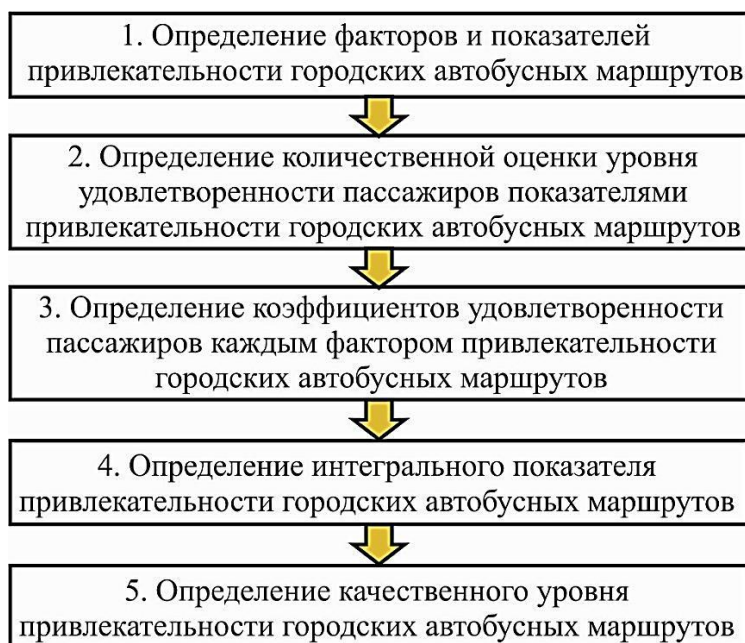 1. Определение факторов и показателей
привлекательности городских автобусных маршрутов
2. Определение количественной оценки уровня
удовлетворенности пассажиров показателями
привлекательности городских автобусных маршрутов
3. Определение коэффициентов удовлетворенности
пассажиров каждым фактором привлекательности
городских автобусных маршрутов
4. Определение интегрального показателя
привлекательности городских автобусных маршрутов
5. Определение качественного уровня
привлекательности городских автобусных маршрутов